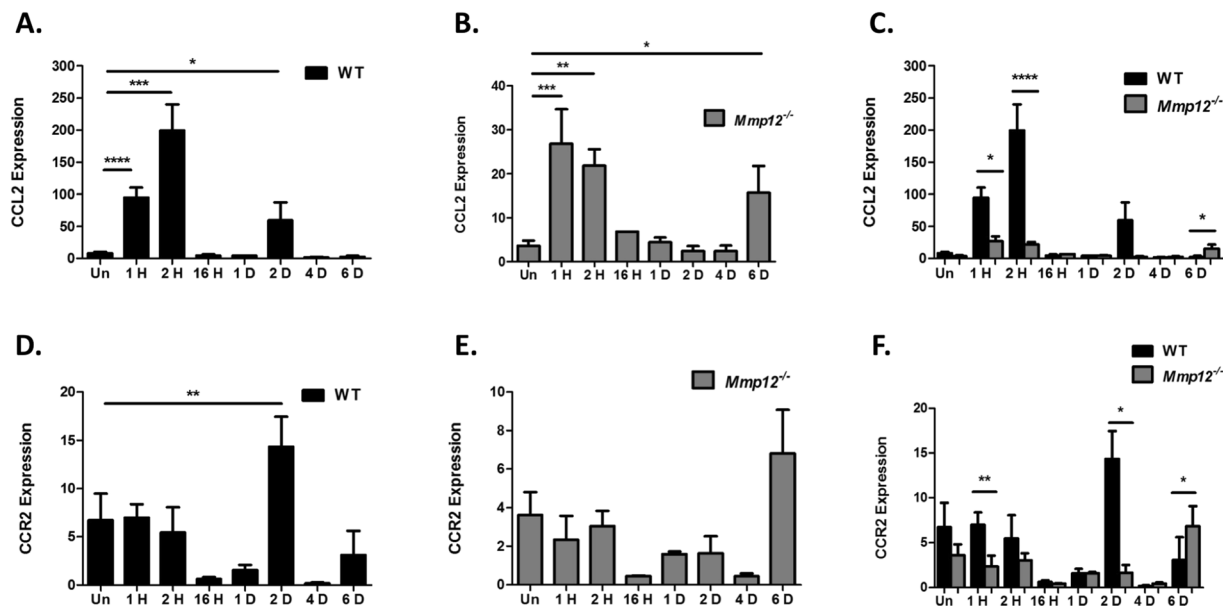 A.
CCL2 Expression
300
250
200
150
100
50
0
Un 1 H 2 H 16 H 1 D 2 D 4 D 6 D
*
***
****
WT
B.
CCL2 Expression
40
30
20
10
0
Un 1 H 2 H 16 H 1 D 2 D 4 D 6 D
*
**
***
Mmp12-/-
C.
CCL2 Expression
300
250
200
150
100
50
0
Un 1 H 2 H 16 H 1 D 2 D 4 D 6 D
****
*
*
WT
Mmp12-/-
D.
CCR2 Expression
20
15
10
5
0
Un 1 H 2 H 16 H 1 D 2 D 4 D 6 D
**
WT
E.
CCR2 Expression
10
8
6
4
2
0
Un 1 H 2 H 16 H 1 D 2 D 4 D 6 D
Mmp12-/-
F.
CCR2 Expression
20
15
10
5
0
Un 1 H 2 H 16 H 1 D 2 D 4 D 6 D
**
*
*
WT
Mmp12-/-